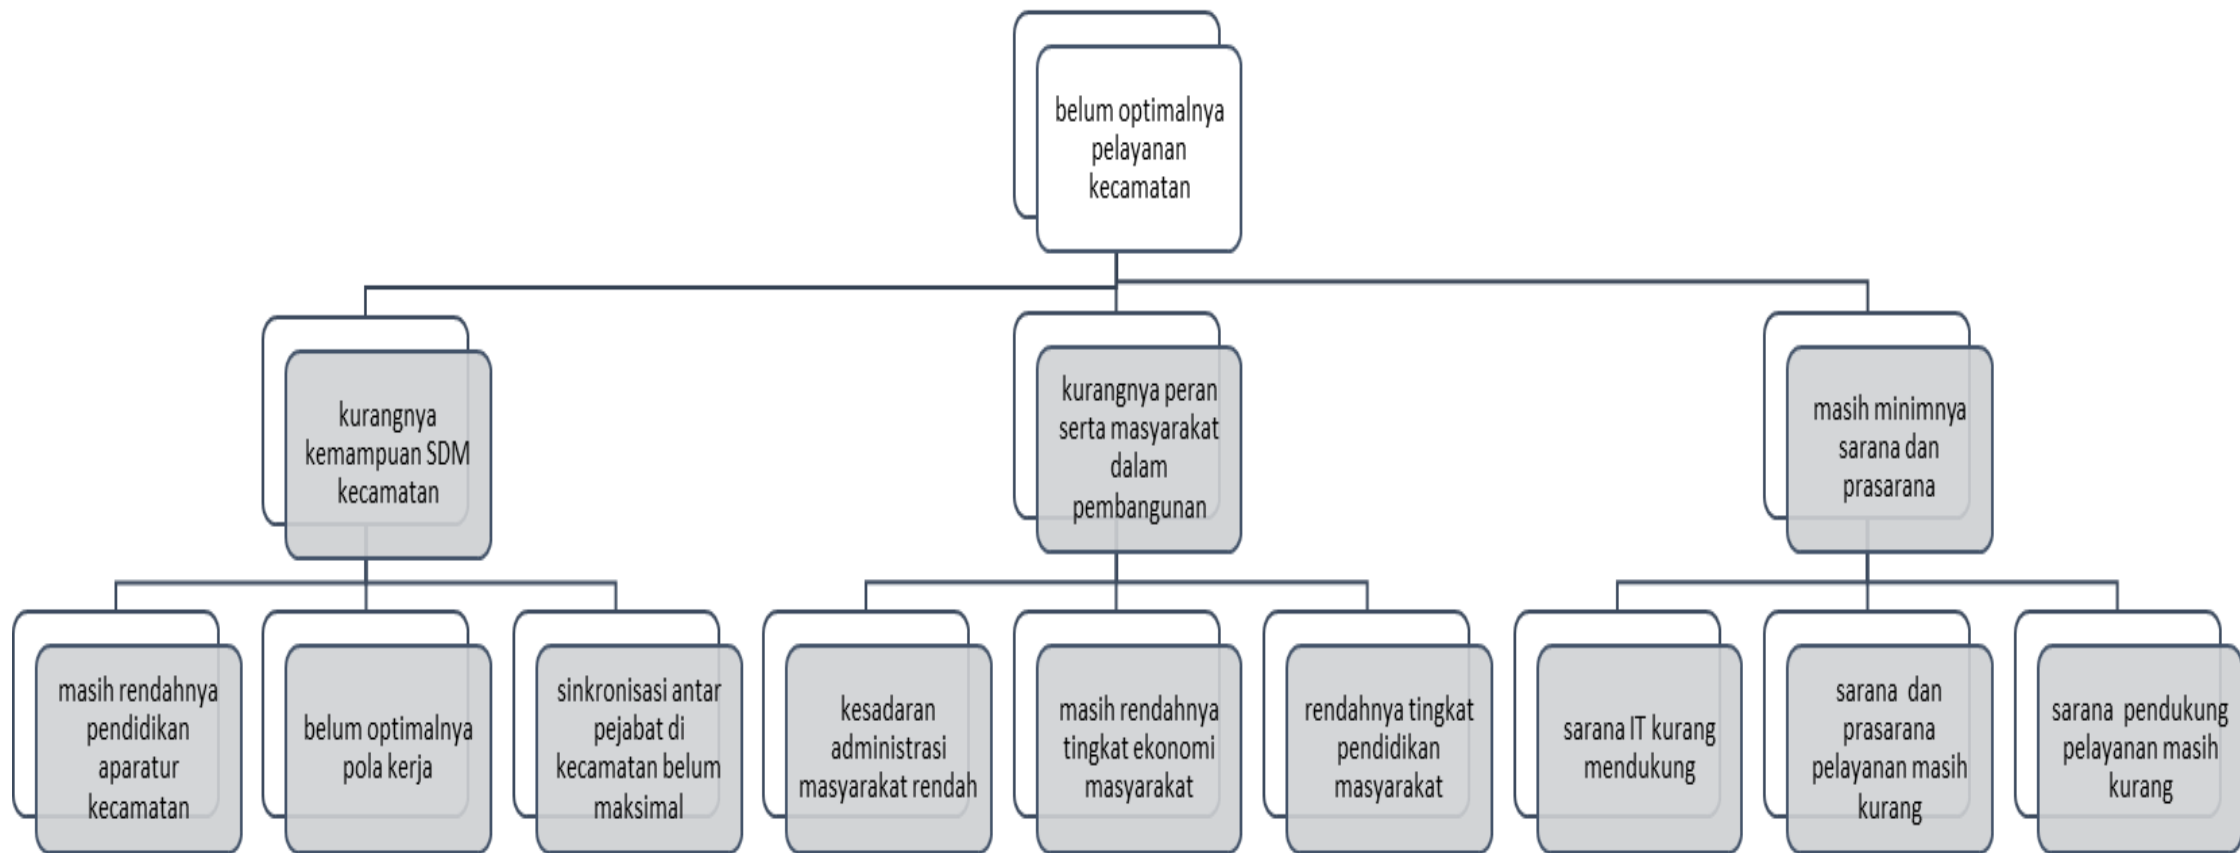 belum optimalnya
pelayanan
kecamatan
kurangnya
kemampuan SDM
kecamatan
kurangnya peran
serta masyarakat
dalam
pembangunan
masih minimnya
sarana dan
prasarana
masih rendahnya
pendidikan
aparatur
kecamatan
belum optimalnya
pola kerja
sinkronisasi antar
pejabat di
kecamatan belum
maksimal
kesadaran
administrasi
masyarakat rendah
masih rendahnya
tingkat ekonomi
masyarakat
rendahnya tingkat
pendidikan
masyarakat
sarana IT kurang
mendukung
sarana dan
prasarana
pelayanan masih
kurang
sarana pendukung
pelayanan masih
kurang